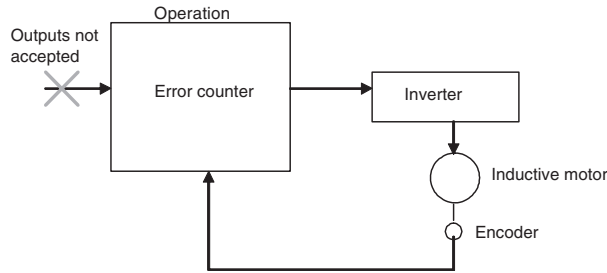 Operation
Outputs not
accepted
Error counter
Inverter
Inductive motor
Encoder